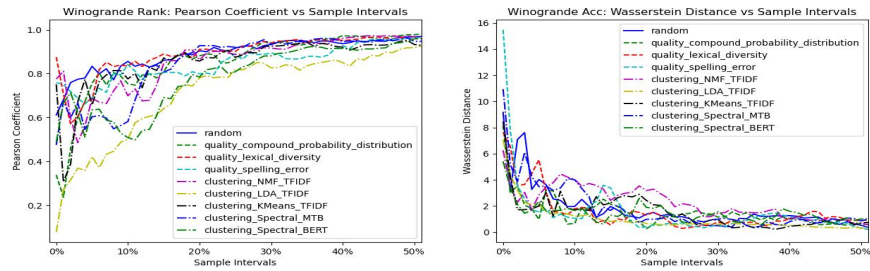 Winogrande Rank: Pearson Coefficient vs Sample Intervals
Pearson Coefficient
1.0
0.8
0.6
0.4
0.2
random
quality_compound_probability_distribution
quality_lexical_diversity
quality_spelling_error
clustering_NMF_TFIDF
clustering_LDA_TFIDF
clustering_KMeans_TFIDF
clustering_Spectral_MTB
clustering_Spectral_BERT
0% 10% 20% 30% 40% 50%
Sample Intervals
Winogrande Acc: Wasserstein Distance vs Sample Intervals
Wasserstein Distance
16
14
12
10
8
6
4
2
0
random
quality_compound_probability_distribution
quality_lexical_diversity
quality_spelling_error
clustering_NMF_TFIDF
clustering_LDA_TFIDF
clustering_KMeans_TFIDF
clustering_Spectral_MTB
clustering_Spectral_BERT
0% 10% 20% 30% 40% 50%
Sample Intervals